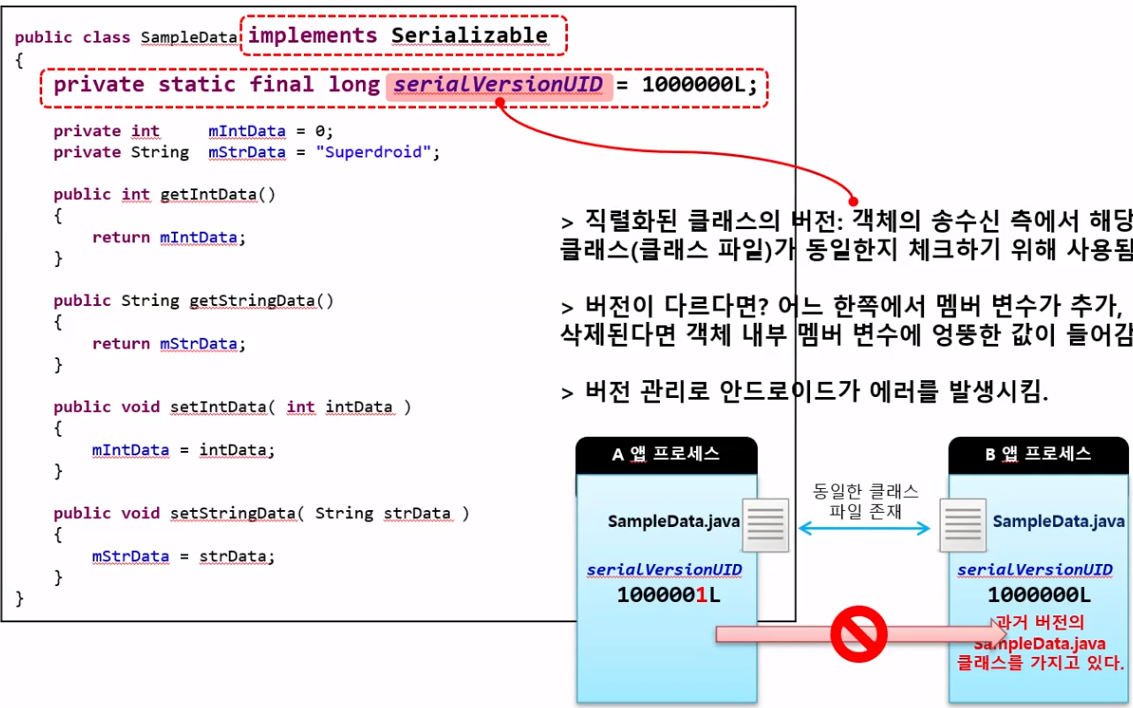 public class SampleData implements Serializable
{
private static final long serialVersionUID = 1000000L;
private int mIntData = 0;
private String mStrData = "Superdroid";
public int getIntData()
{
return mIntData;
}
public String getStringData()
{
return mStrData;
}
public void setIntData( int intData )
{
mIntData = intData;
}
public void setStringData( String strData )
{
mStrData = strData;
}
}
> 직렬화된 클래스의 버전: 객체의 송수신 측에서 해당
클래스(클래스 파일)가 동일한지 체크하기 위해 사용됨
> 버전이 다르다면? 어느 한쪽에서 멤버 변수가 추가,
삭제된다면 객체 내부 멤버 변수에 엉뚱한 값이 들어감
> 버전 관리로 안드로이드가 에러를 발생시킴.
A 앱 프로세스
SampleData.java
serialVersionUID
1000001L
동일한 클래스
파일 존재
B 앱 프로세스
SampleData.java
serialVersionUID
1000000L
과거 버전의
SampleData.java
클래스를 가지고 있다.